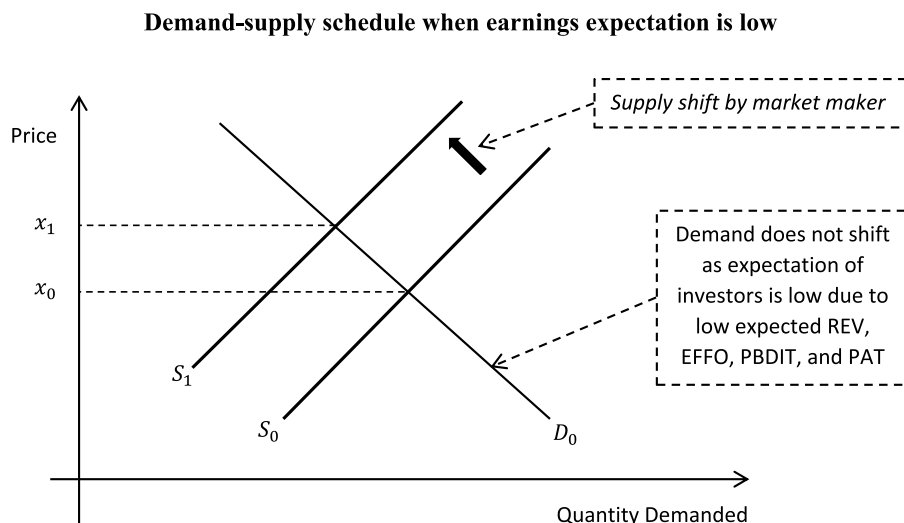 Demand-supply schedule when earnings expectation is low
Supply shift by market maker
Price
x₁
Demand does not shift
as expectation of
investors is low due to
low expected REV,
EFFO, PBDIT, and PAT
x₀
S₁
S₀
D₀
Quantity Demanded